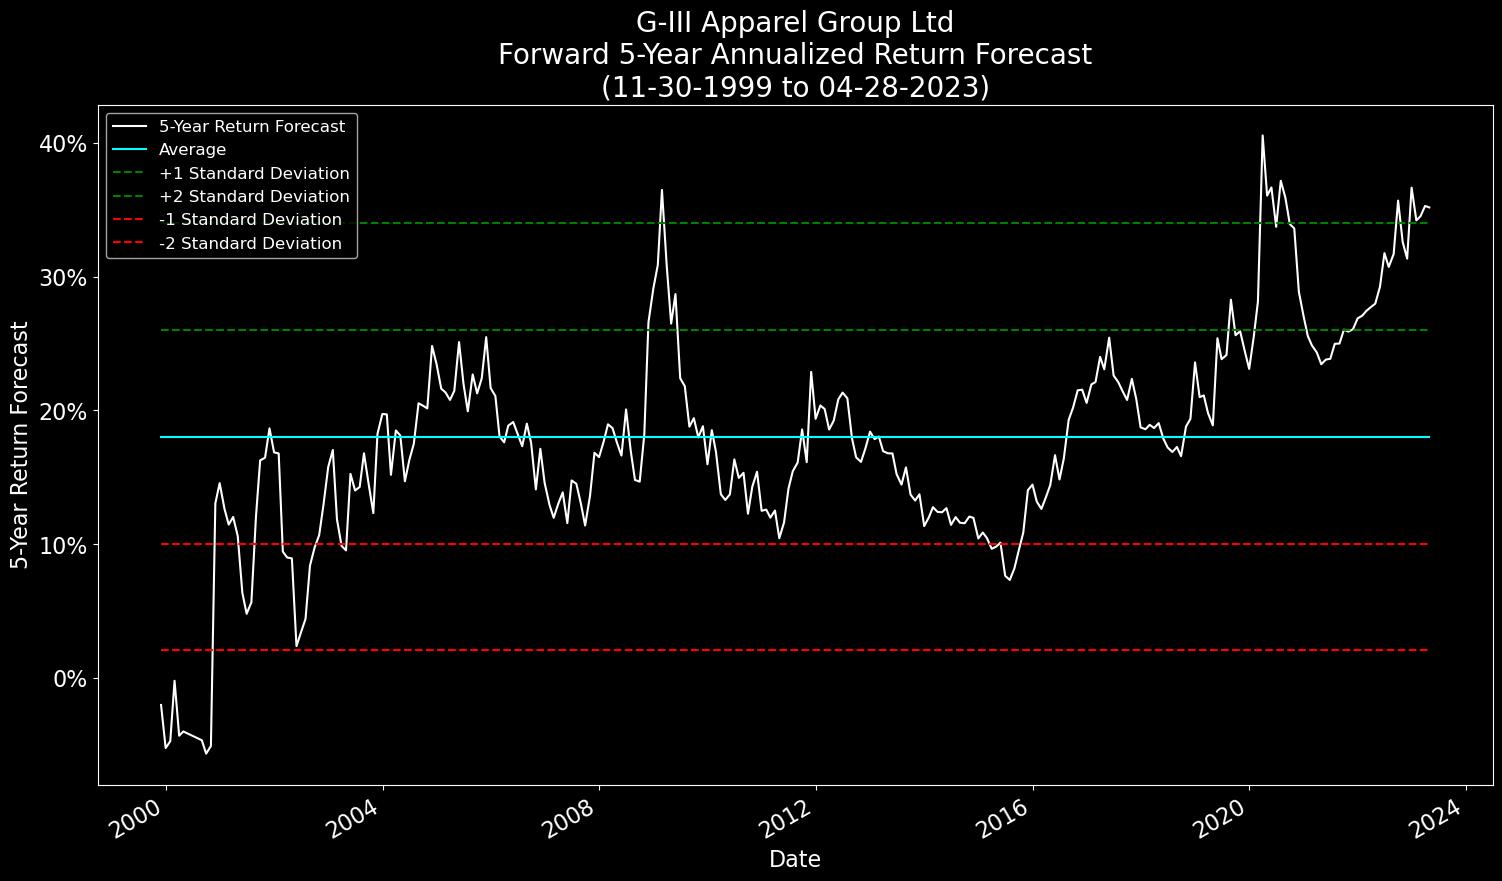 G-III Apparel Group Ltd
Forward 5-Year Annualized Return Forecast
(11-30-1999 to 04-28-2023)
5-Year Return Forecast
Average
+1 Standard Deviation
+2 Standard Deviation
-1 Standard Deviation
-2 Standard Deviation
5-Year Return Forecast
40%
30%
20%
10%
0%
2000
2004
2008
2012
2016
2020
2024
Date